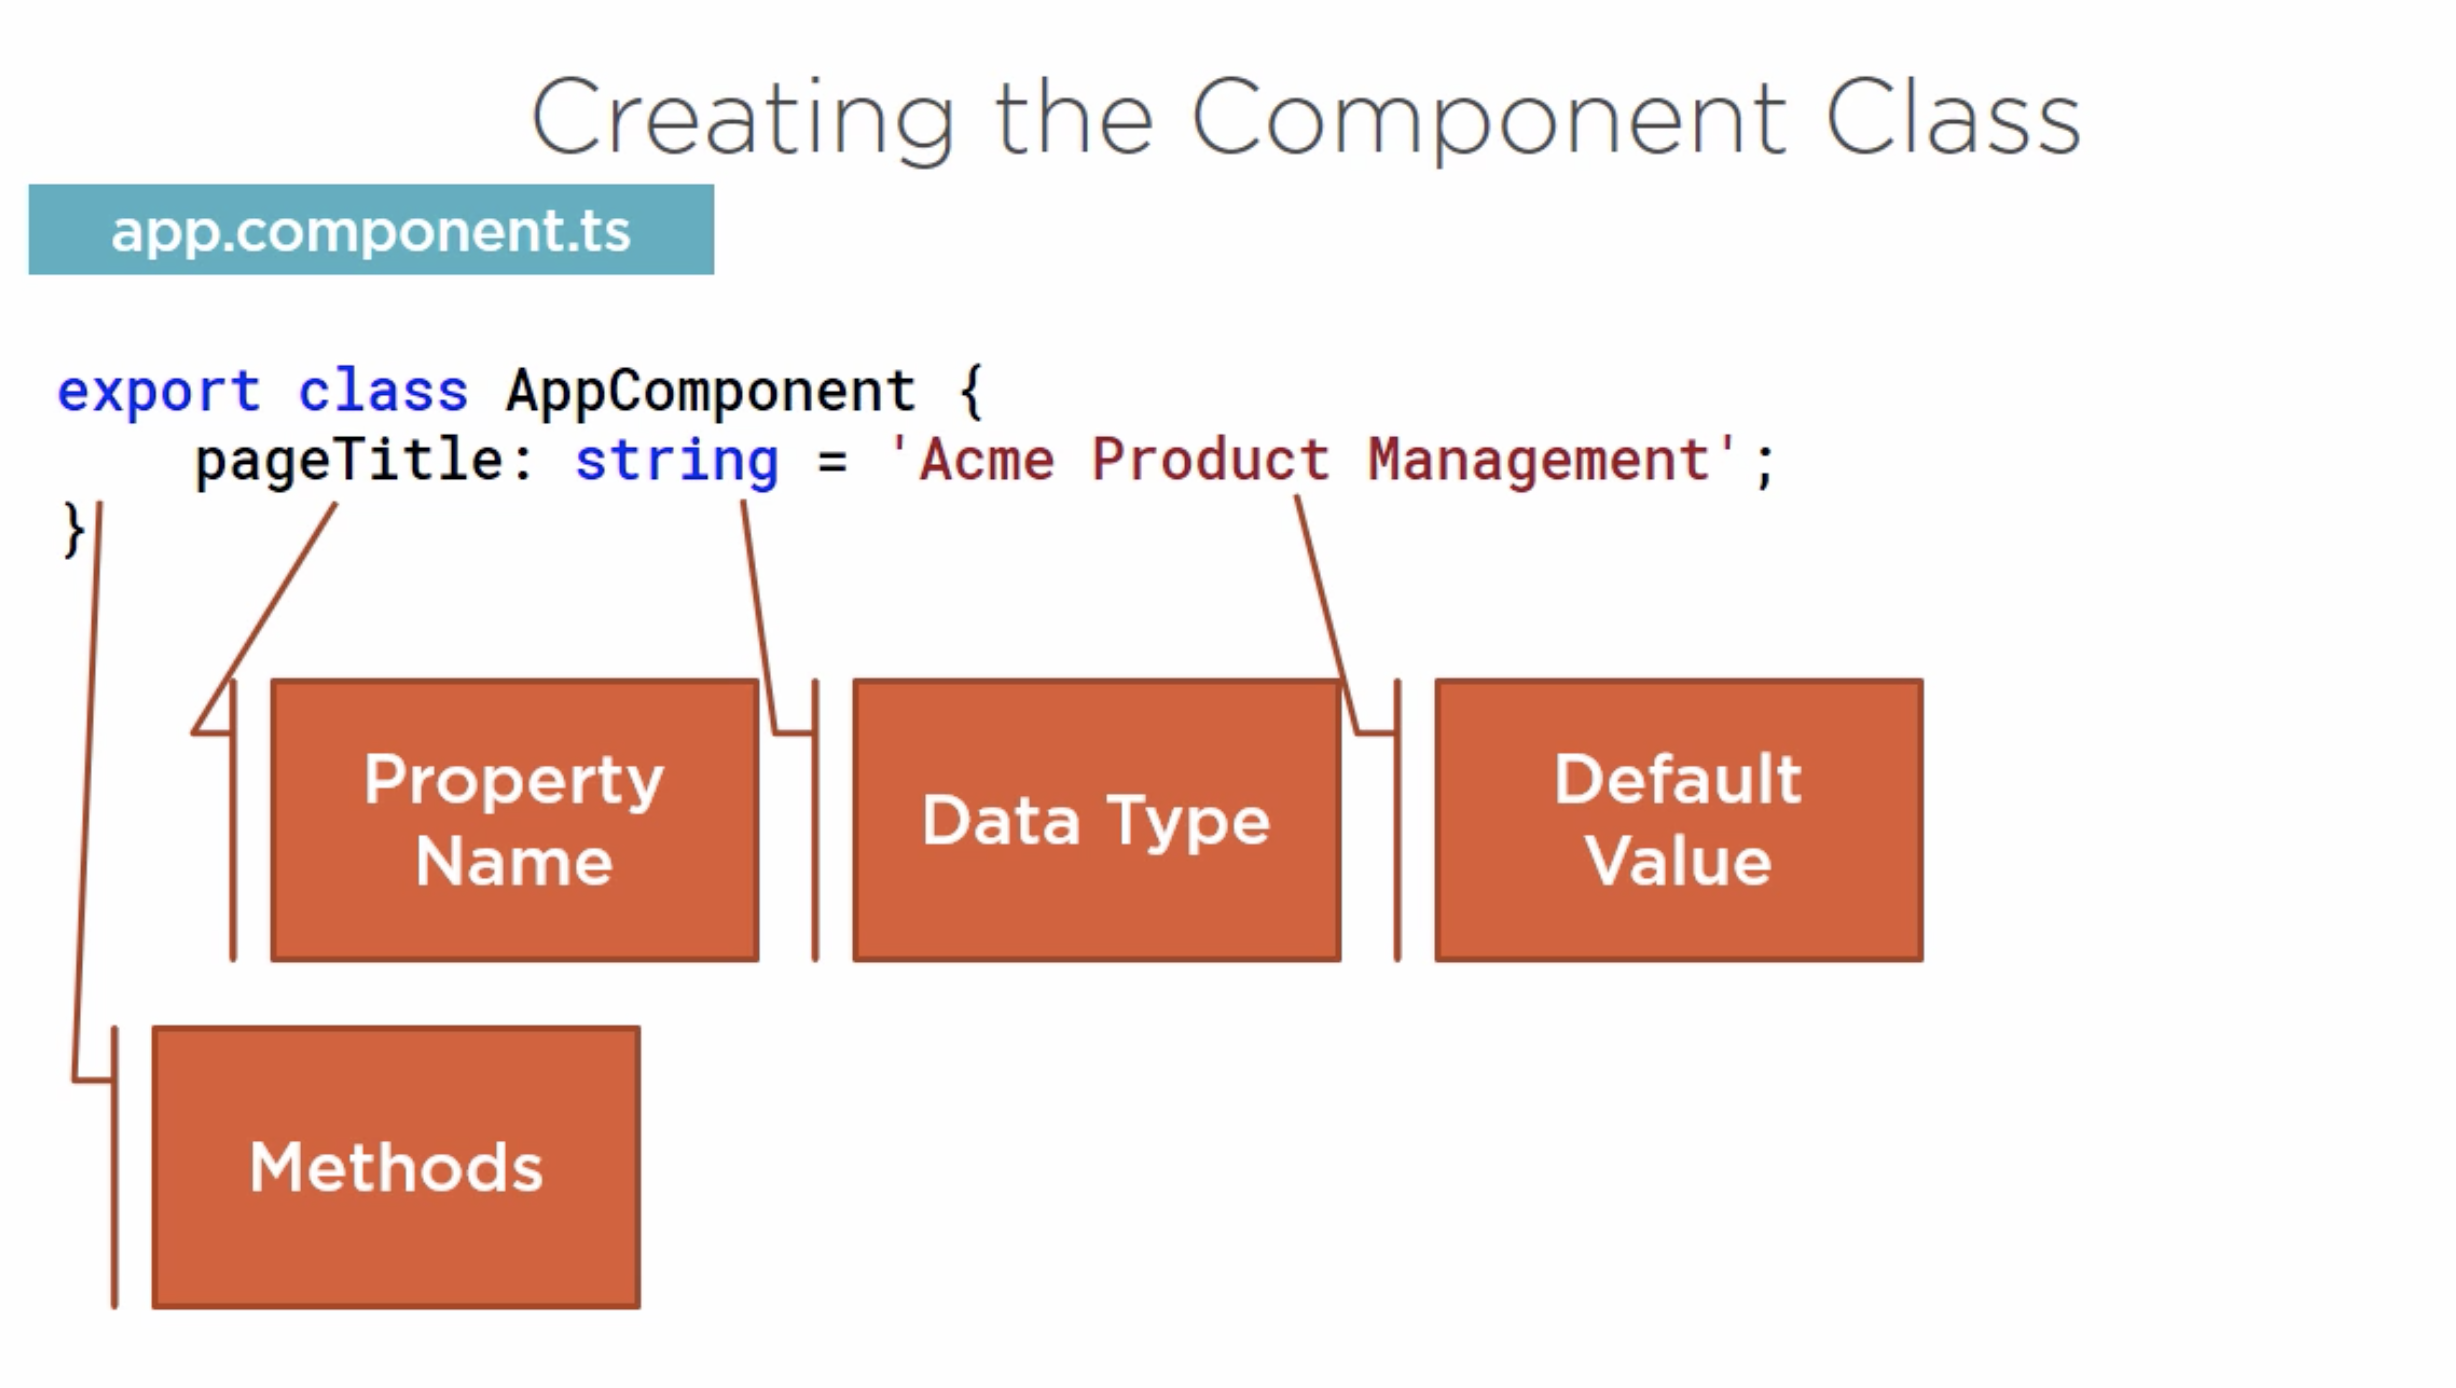 Creating the Component Class
app.component.ts
export class AppComponent {
pageTitle: string = 'Acme Product Management';
}
Property
Name
Data Type
Default
Value
Methods